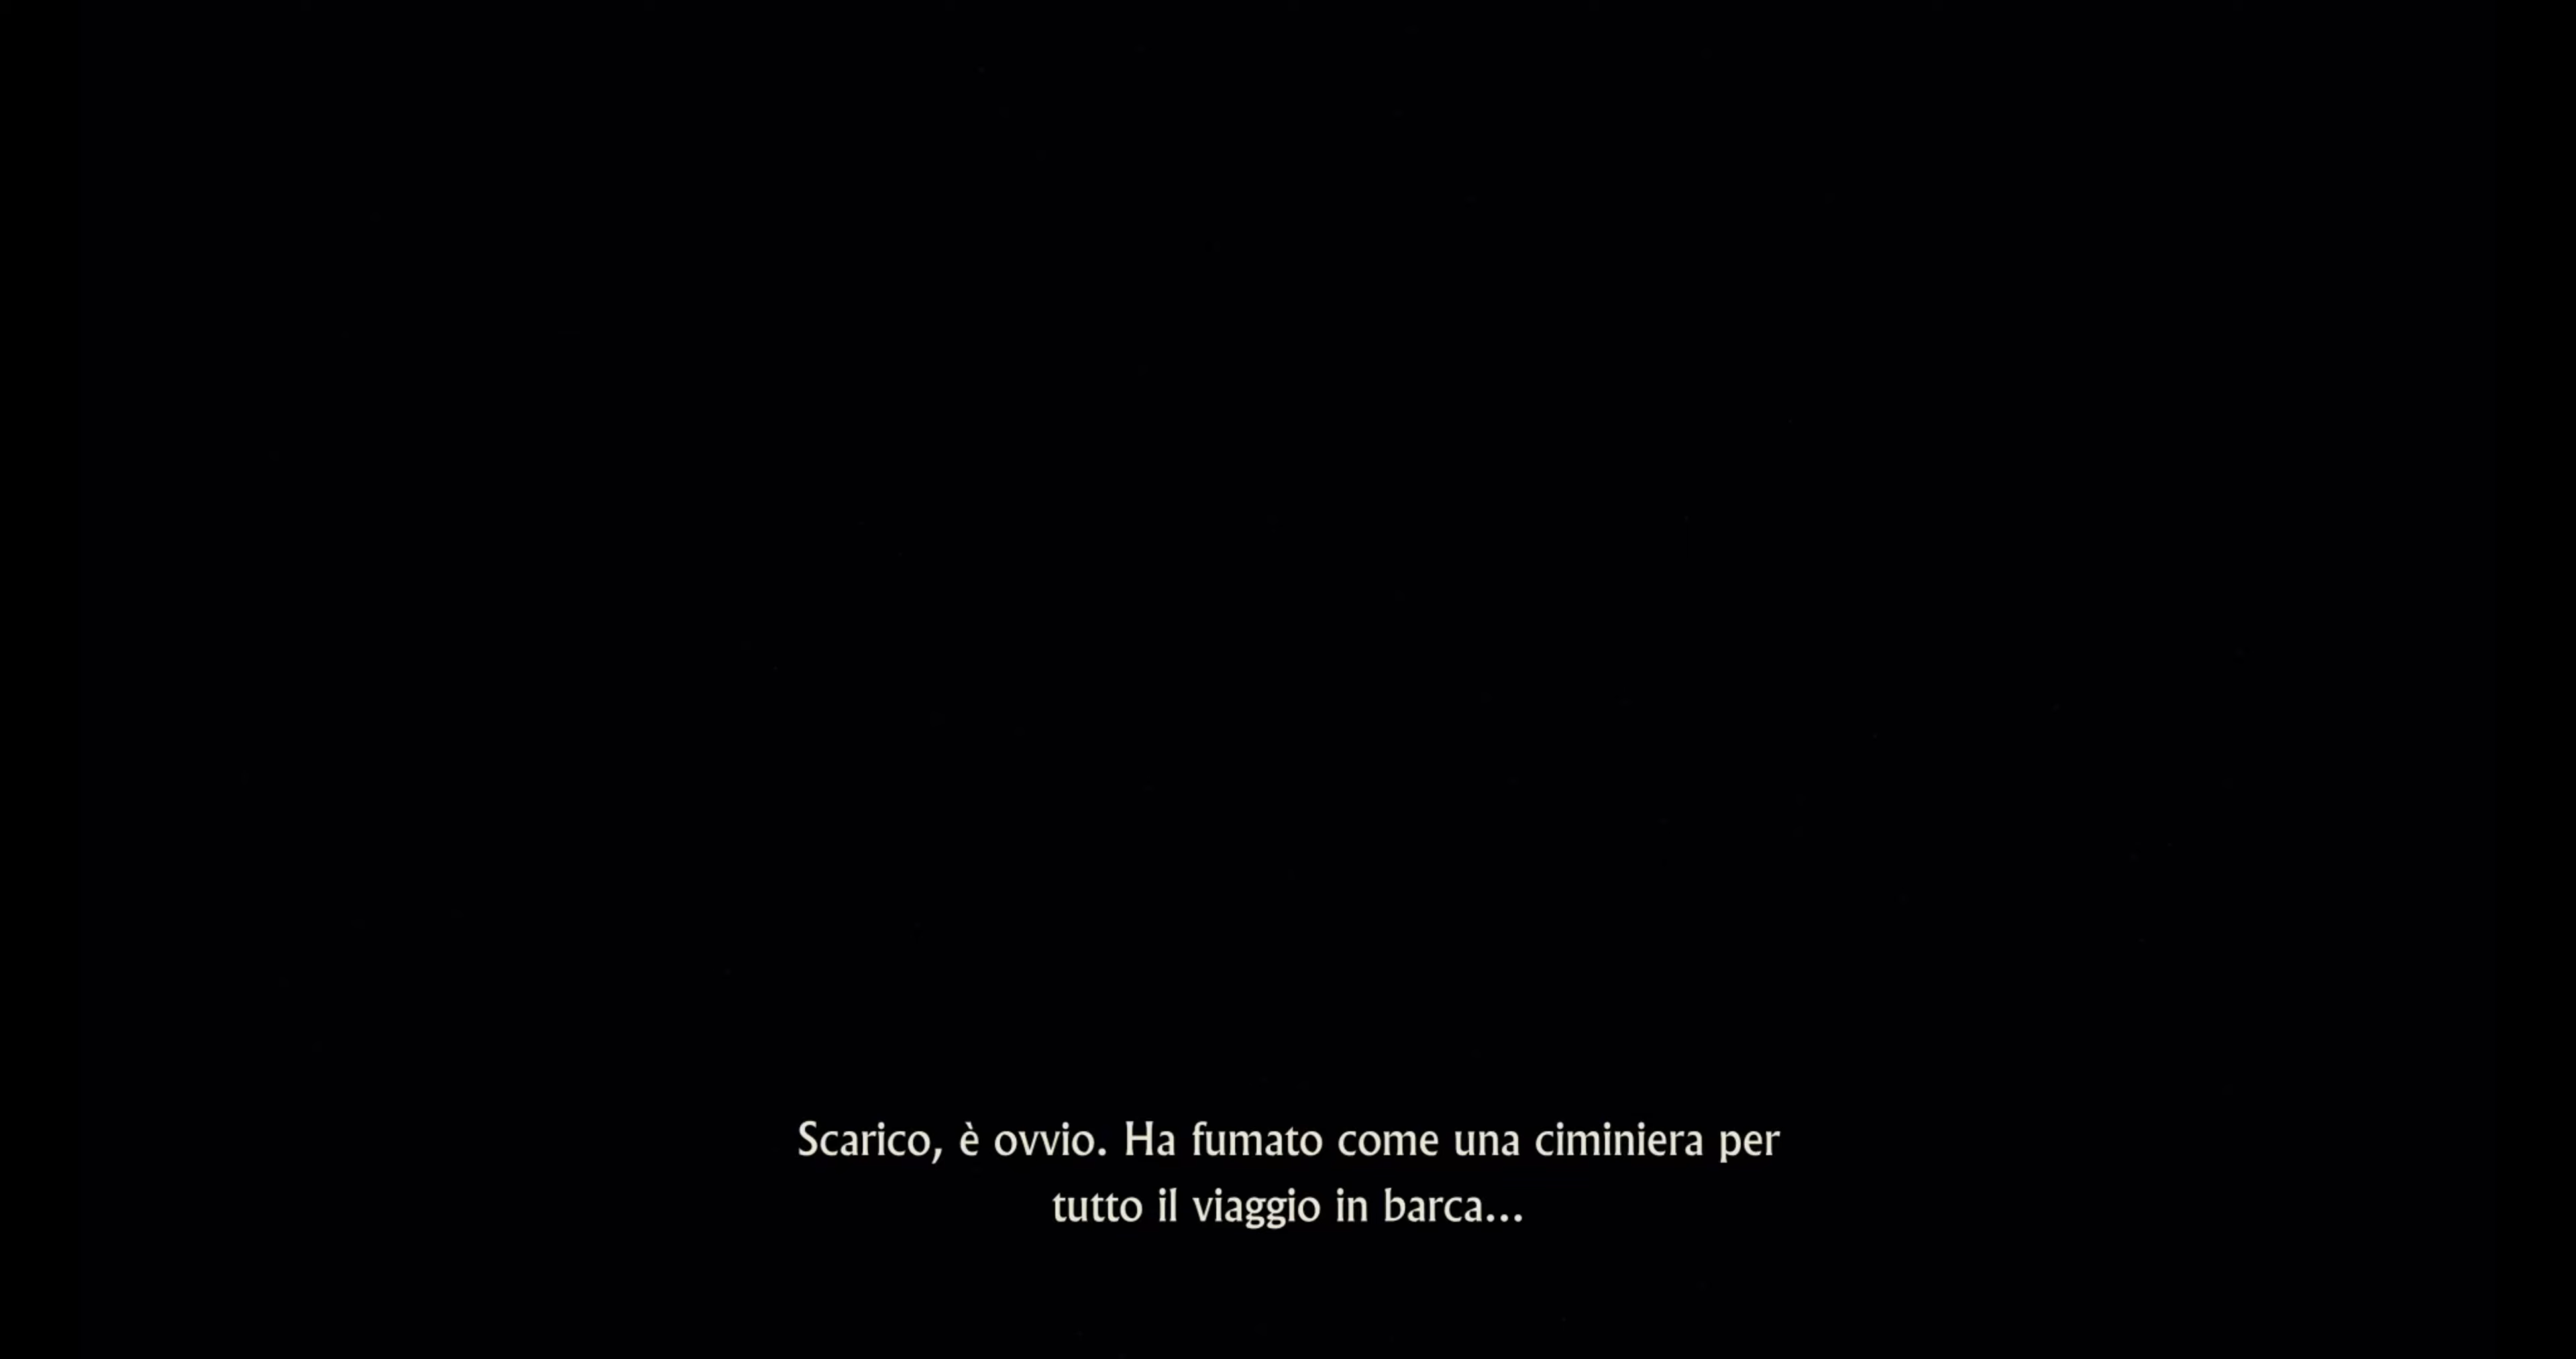 Scarico, è ovvio. Ha fumato come una ciminiera per
tutto il viaggio in barca...